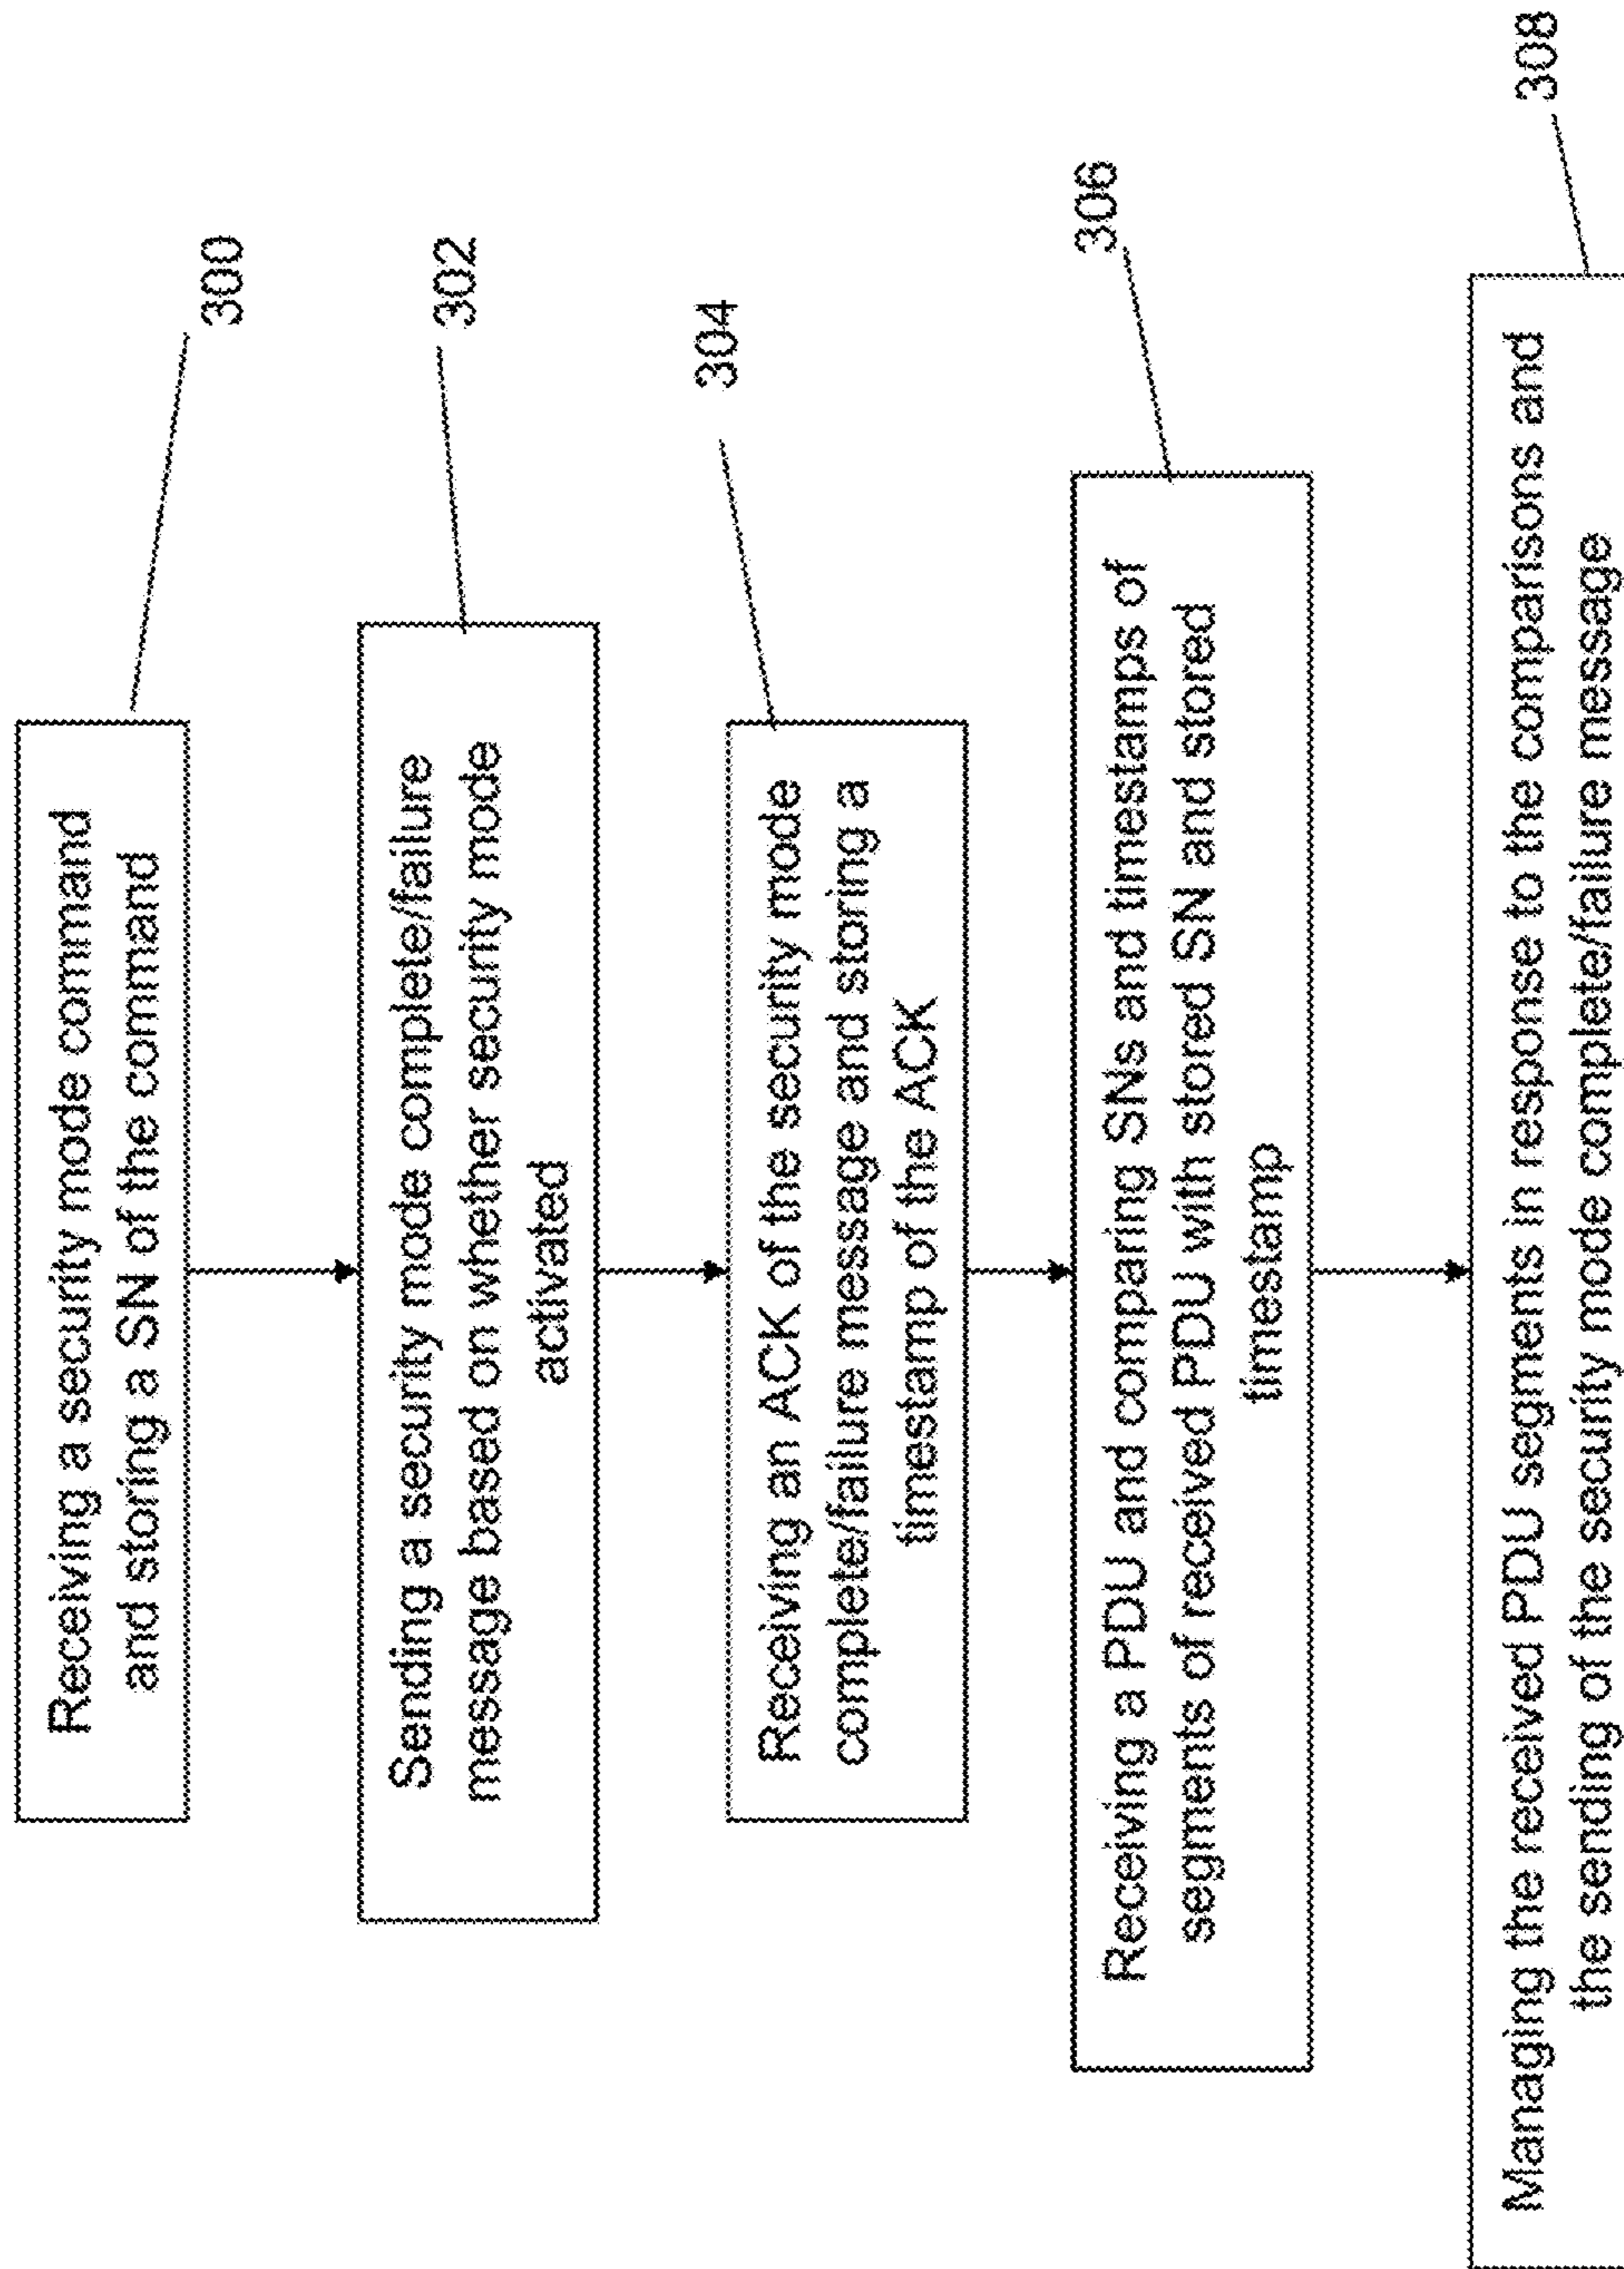 Receiving a security mode command
and storing a SN of the command
300
Sending a security mode complete/failure
message based on whether security mode
activated
302
Receiving an ACK of the security mode
complete/failure message and storing a
timestamp of the ACK
304
Receiving a PDU and comparing SNs and timestamps of
segments of received PDU with stored SN and stored
timestamp
306
Managing the received PDU segments in response to the comparisons and
the sending of the security mode complete/failure message
308